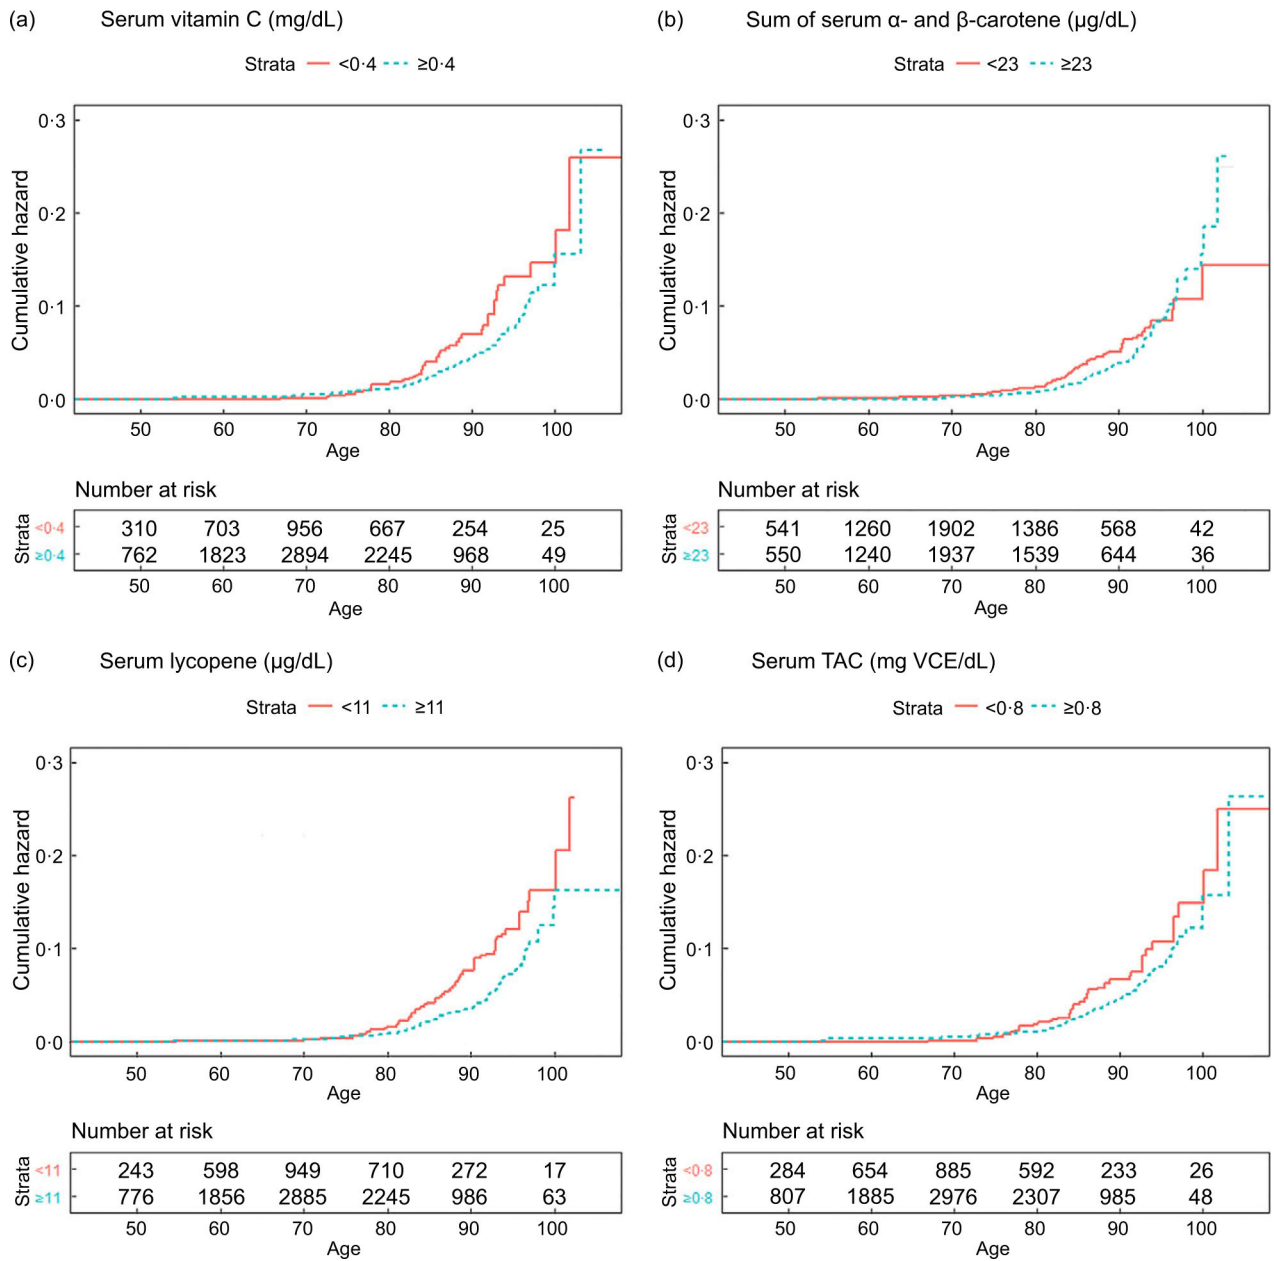 (a) Serum vitamin C (mg/dL)
Strata <0·4 ≥0·4
0·3
0·2
0·1
0·0
Cumulative hazard
50 60 70 80 90 100
Age
Number at risk
Strata
<0·4 310 703 956 667 254 25
≥0·4 762 1823 2894 2245 968 49
50 60 70 80 90 100
Age
(b) Sum of serum α- and β-carotene (µg/dL)
Strata <23 ≥23
0·3
0·2
0·1
0·0
Cumulative hazard
50 60 70 80 90 100
Age
Number at risk
Strata
<23 541 1260 1902 1386 568 42
≥23 550 1240 1937 1539 644 36
50 60 70 80 90 100
Age
(c) Serum lycopene (µg/dL)
Strata <11 ≥11
0·3
0·2
0·1
0·0
Cumulative hazard
50 60 70 80 90 100
Age
Number at risk
Strata
<11 243 598 949 710 272 17
≥11 776 1856 2885 2245 986 63
50 60 70 80 90 100
Age
(d) Serum TAC (mg VCE/dL)
Strata <0·8 ≥0·8
0·3
0·2
0·1
0·0
Cumulative hazard
50 60 70 80 90 100
Age
Number at risk
Strata
<0·8 284 654 885 592 233 26
≥0·8 807 1885 2976 2307 985 48
50 60 70 80 90 100
Age